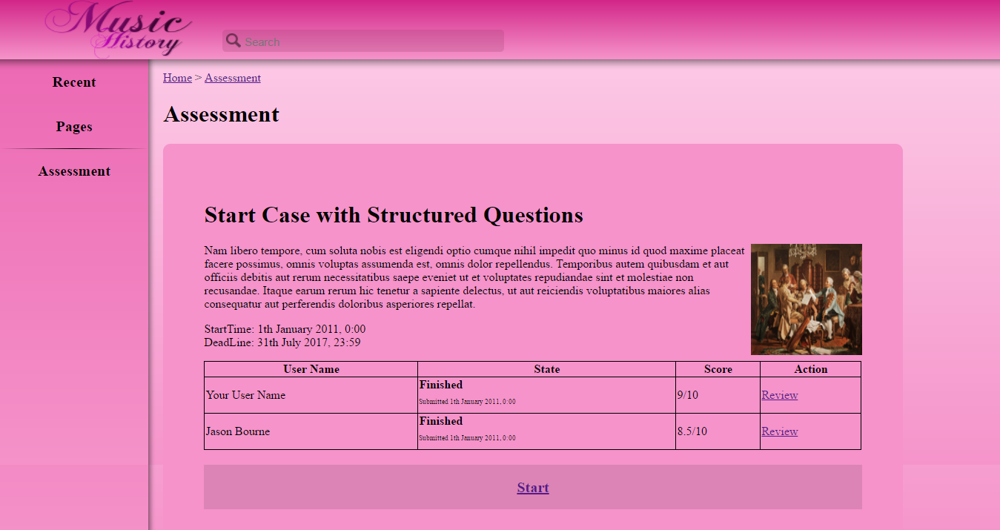 Music
History
Search
Recent
Pages
Assessment
Home > Assessment
Assessment
Start Case with Structured Questions
Nam libero tempore, cum soluta nobis est eligendi optio cumque nihil impedit quo minus id quod maxime placeat
facere possimus, omnis voluptas assumenda est, omnis dolor repellendus. Temporibus autem quibusdam et aut
officiis debitis aut rerum necessitatibus saepe eveniet ut et voluptates repudiandae sint et molestiae non
recusandae. Itaque earum rerum hic tenetur a sapiente delectus, ut aut reiciendis voluptatibus maiores alias
consequatur aut perferendis doloribus asperiores repellat.
StartTime: 1th January 2011, 0:00
DeadLine: 31th July 2017, 23:59
User Name State Score Action
Your User Name Finished 9/10 Review
Submitted 1th January 2011, 0:00
Jason Bourne Finished 8.5/10 Review
Submitted 1th January 2011, 0:00
Start